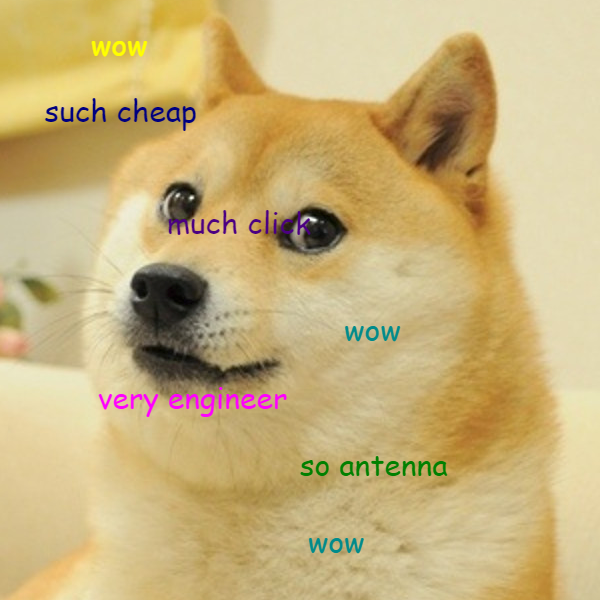 wow
such cheap
much click
wow
very engineer
so antenna
wow